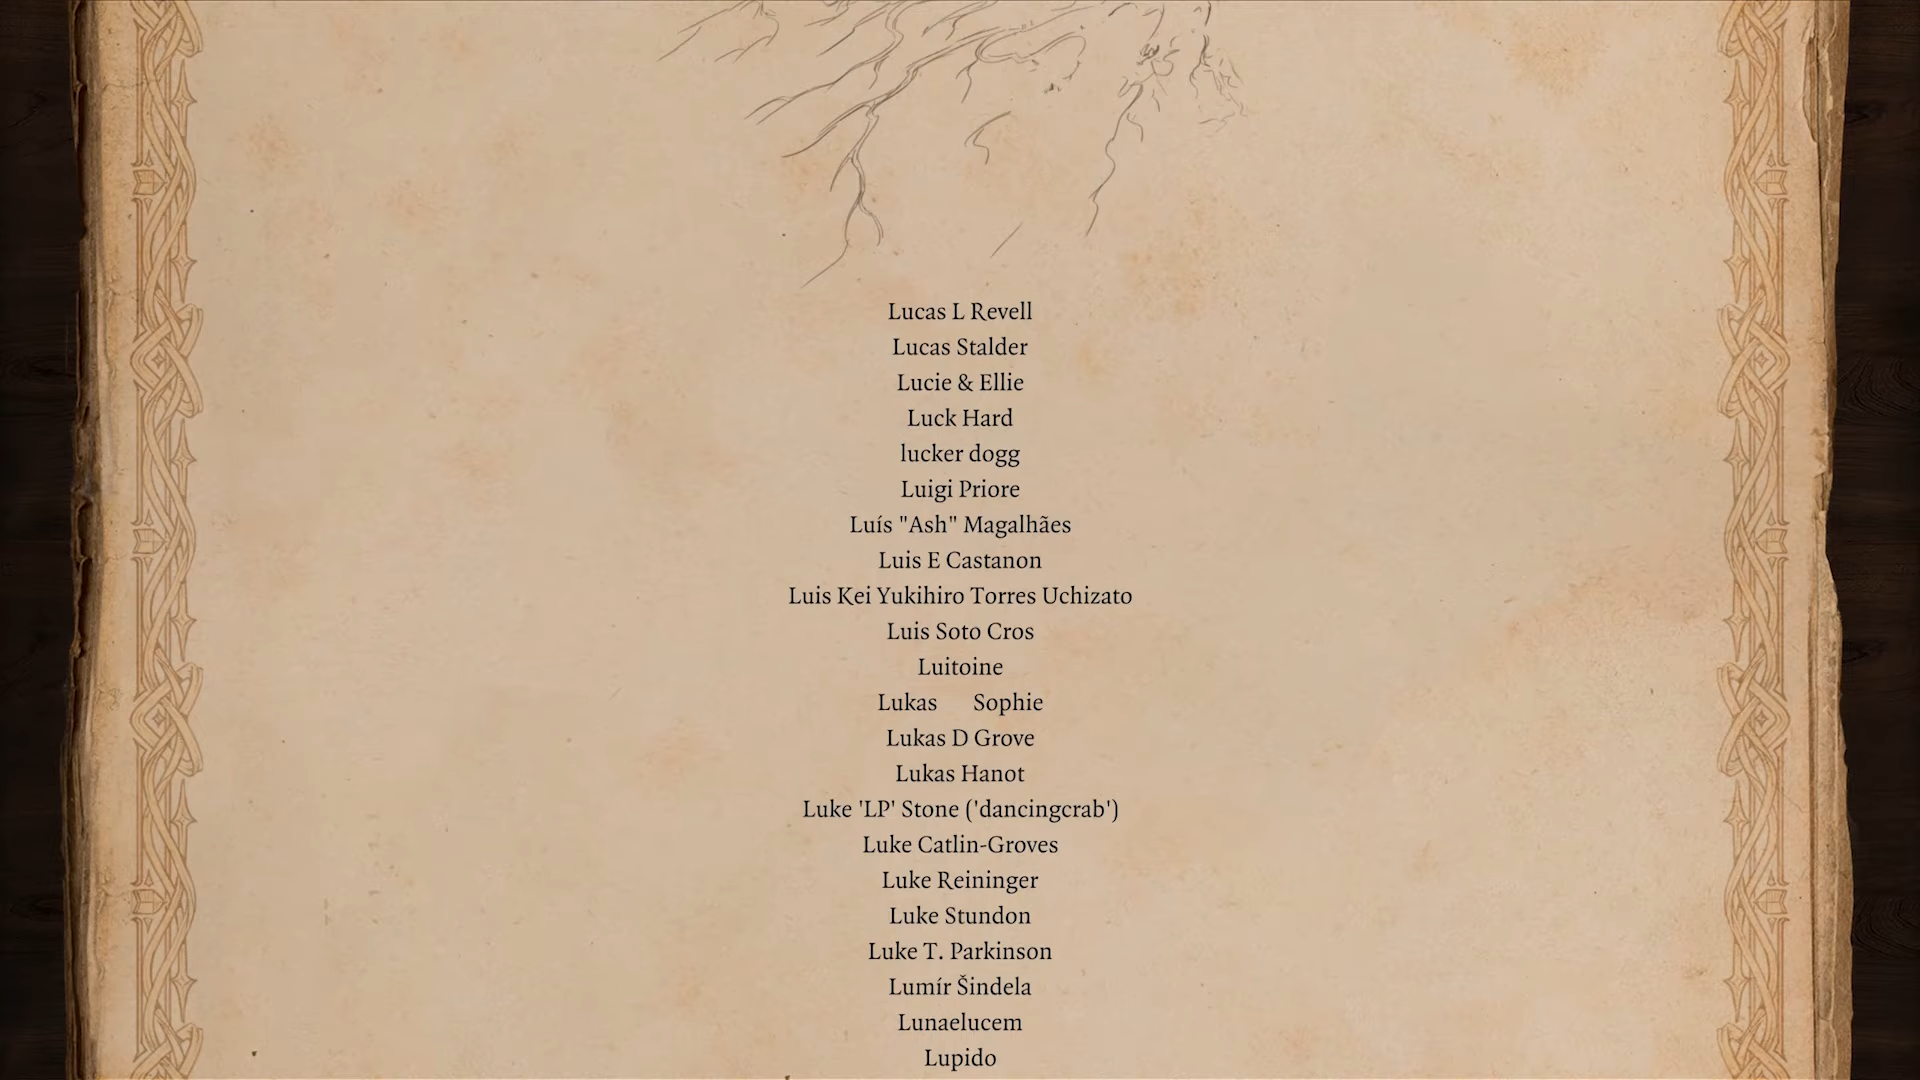 Lucas L Revell
Lucas Stalder
Lucie & Ellie
Luck Hard
lucker dogg
Luigi Priore
Luís "Ash" Magalhães
Luis E Castanon
Luis Kei Yukihiro Torres Uchizato
Luis Soto Cros
Luitoine
Lukas Sophie
Lukas D Grove
Lukas Hanot
Luke 'LP' Stone ('dancingcrab')
Luke Catlin-Groves
Luke Reininger
Luke Stundon
Luke T. Parkinson
Lumír Šindela
Lunaelucem
Lupido